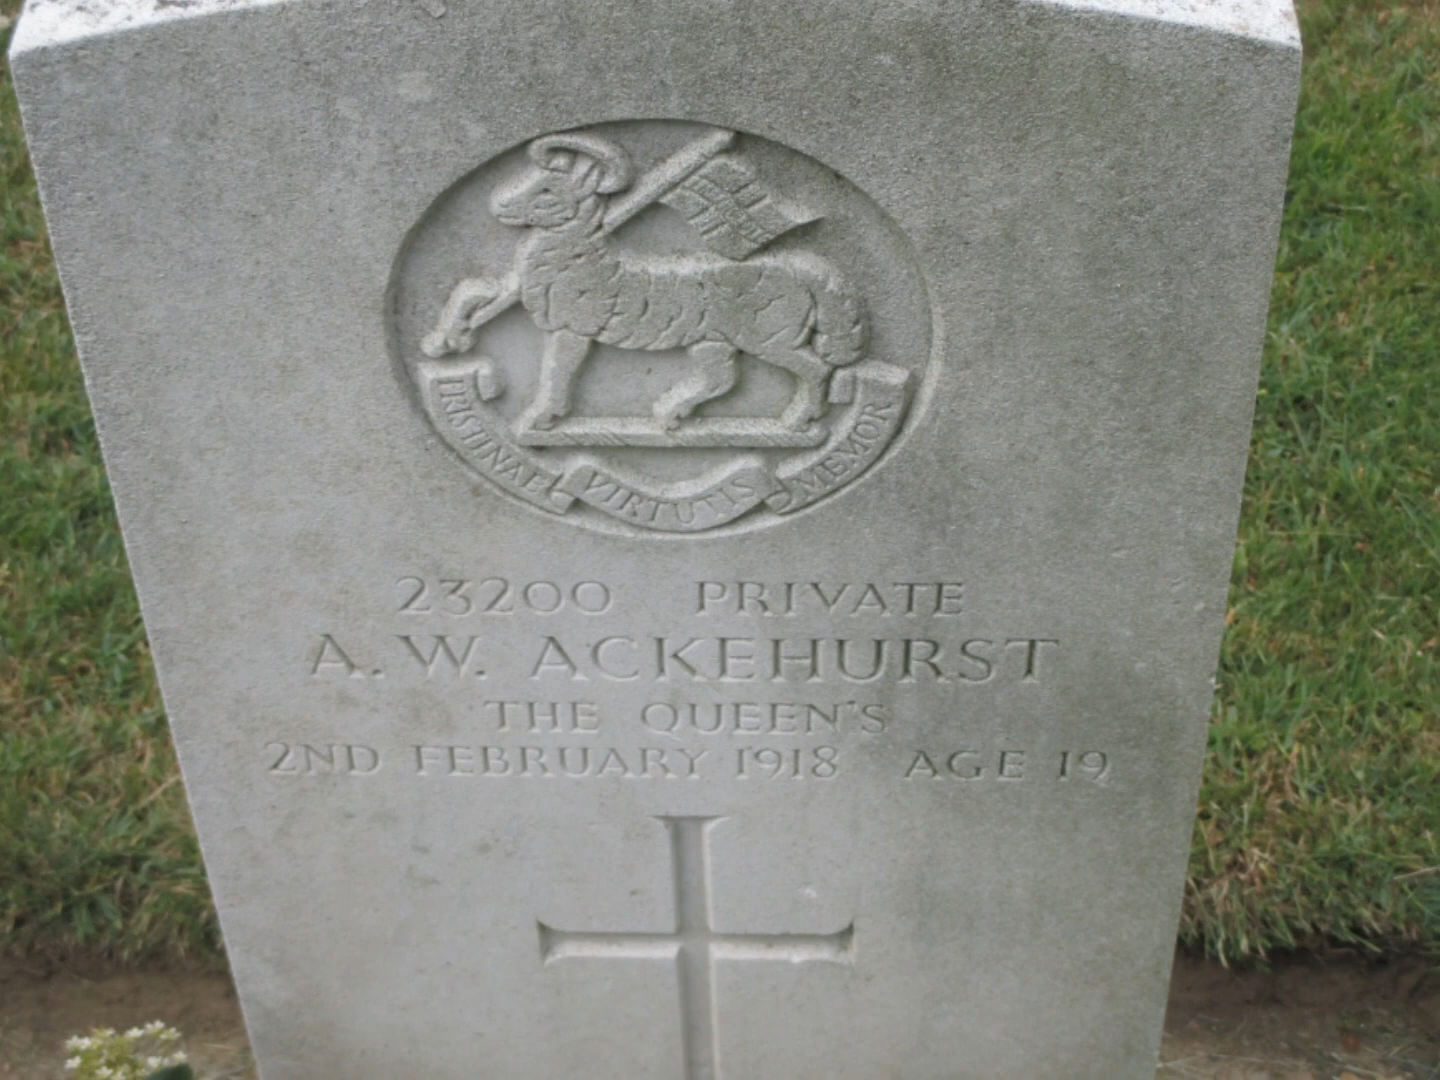 PRISTINAE VIRTUTIS MEMOR
23200 PRIVATE
A. W. ACKEHURST
THE QUEEN'S
2ND FEBRUARY 1918 AGE 19